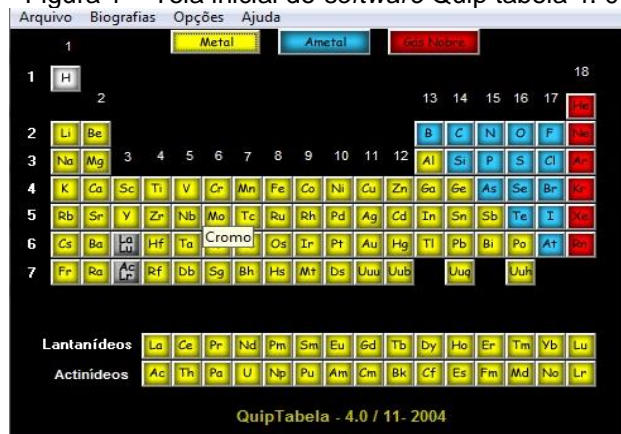 Figura 1 – Tela inicial do software Quip tabela 4. 0
Arquivo Biografias Opções Ajuda
Metal Ametal Gás Nobre
1 18
1 H
2 13 14 15 16 17 He
2 Li Be B C N O F Ne
3 Na Mg 3 4 5 6 7 8 9 10 11 12 Al Si P S Cl Ar
4 K Ca Sc Ti V Cr Mn Fe Co Ni Cu Zn Ga Ge As Se Br Kr
5 Rb Sr Y Zr Nb Mo Tc Ru Rh Pd Ag Cd In Sn Sb Te I Xe
6 Cs Ba La Lu Hf Ta Cromo Os Ir Pt Au Hg Tl Pb Bi Po At Rn
7 Fr Ra Ac Lr Rf Db Sg Bh Hs Mt Ds Uuu Uub Uuq Uuh
Lantanídeos La Ce Pr Nd Pm Sm Eu Gd Tb Dy Ho Er Tm Yb Lu
Actinídeos Ac Th Pa U Np Pu Am Cm Bk Cf Es Fm Md No Lr
QuipTabela - 4.0 / 11- 2004